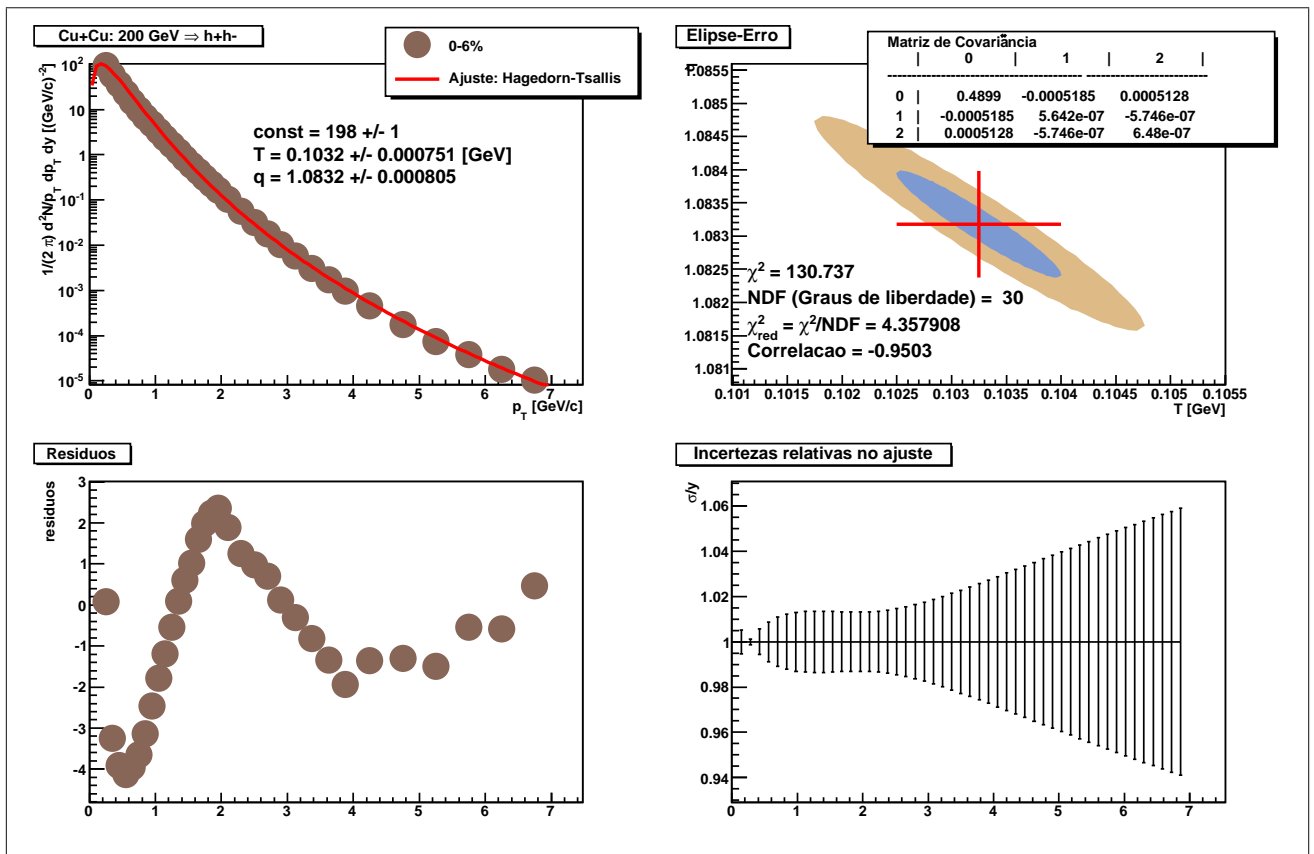 Cu+Cu: 200 GeV ⇒ h+h-
0-6%
Ajuste: Hagedorn-Tsallis
1/(2 π) d²N/p_T dp_T dy [(GeV/c)⁻²]
10²
10
1
10⁻¹
10⁻²
10⁻³
10⁻⁴
10⁻⁵
const = 198 +/- 1
T = 0.1032 +/- 0.000751 [GeV]
q = 1.0832 +/- 0.000805
0 1 2 3 4 5 6 7
p_T [GeV/c]
Elipse-Erro
Matriz de Covariância
| 0 | 1 | 2 |
0 | 0.4899 -0.0005185 0.0005128
1 | -0.0005185 5.642e-07 -5.746e-07
2 | 0.0005128 -5.746e-07 6.48e-07
1.0855
1.085
1.0845
1.084
1.0835
1.083
1.0825
1.082
1.0815
1.081
χ² = 130.737
NDF (Graus de liberdade) = 30
χ²_red = χ²/NDF = 4.357908
Correlacao = -0.9503
0.101 0.1015 0.102 0.1025 0.103 0.1035 0.104 0.1045 0.105 0.1055
T [GeV]
Residuos
residuos
3
2
1
0
-1
-2
-3
-4
0 1 2 3 4 5 6 7
Incertezas relativas no ajuste
σ/y
1.06
1.04
1.02
1
0.98
0.96
0.94
0 1 2 3 4 5 6 7